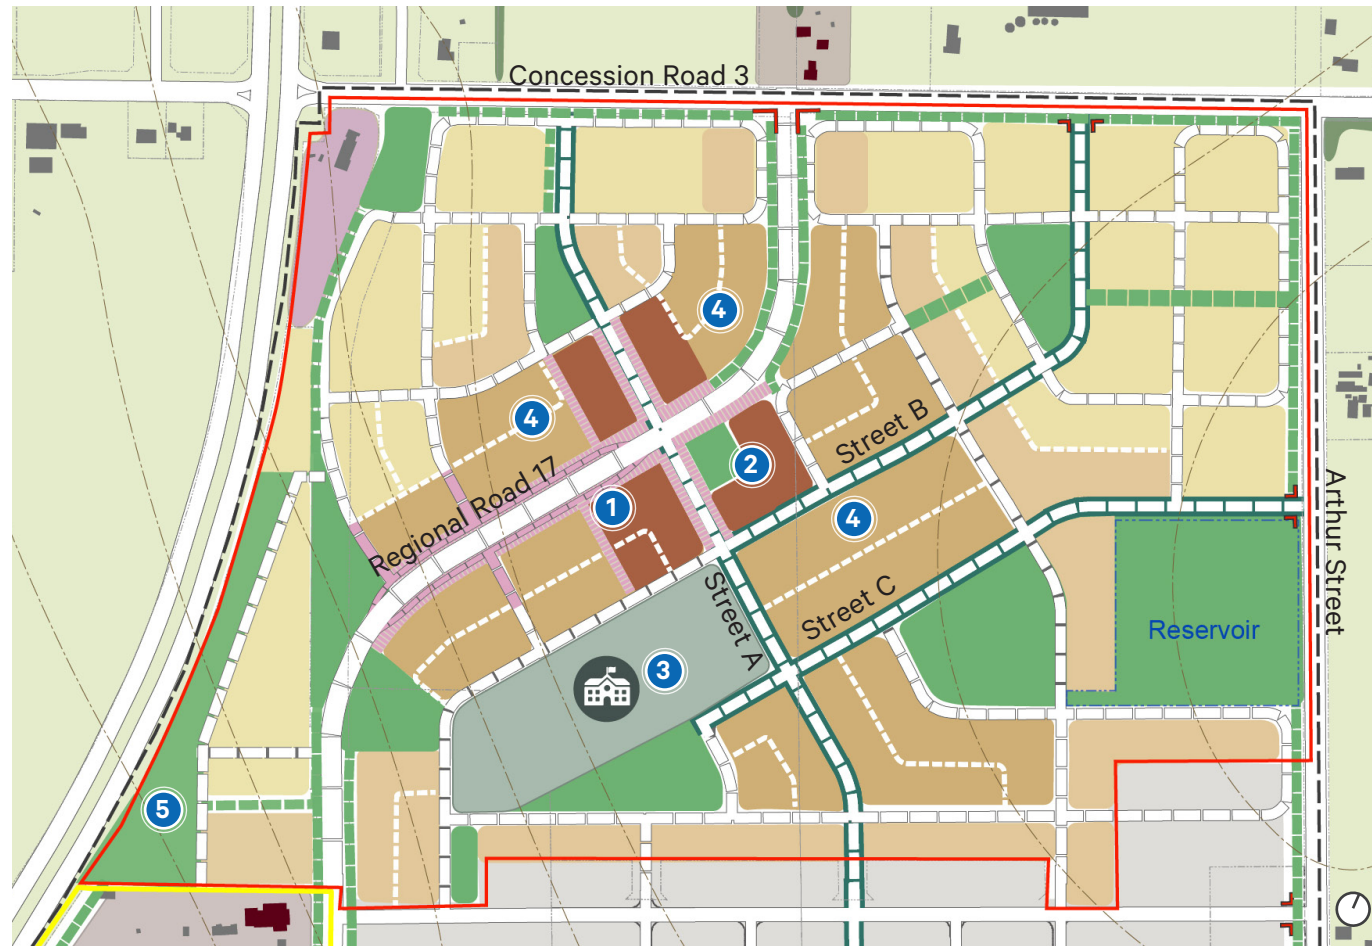 Concession Road 3
4
4
Street B
2
Regional Road 17
1
4
Arthur Street
Street A
Street C
Reservoir
3
5